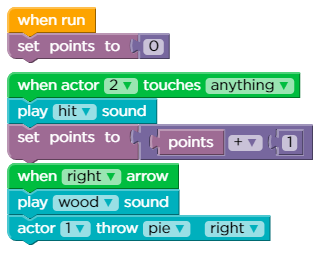 when run
set points to 0
when actor 2 touches anything
play hit sound
set points to points + 1
when right arrow
play wood sound
actor 1 throw pie right